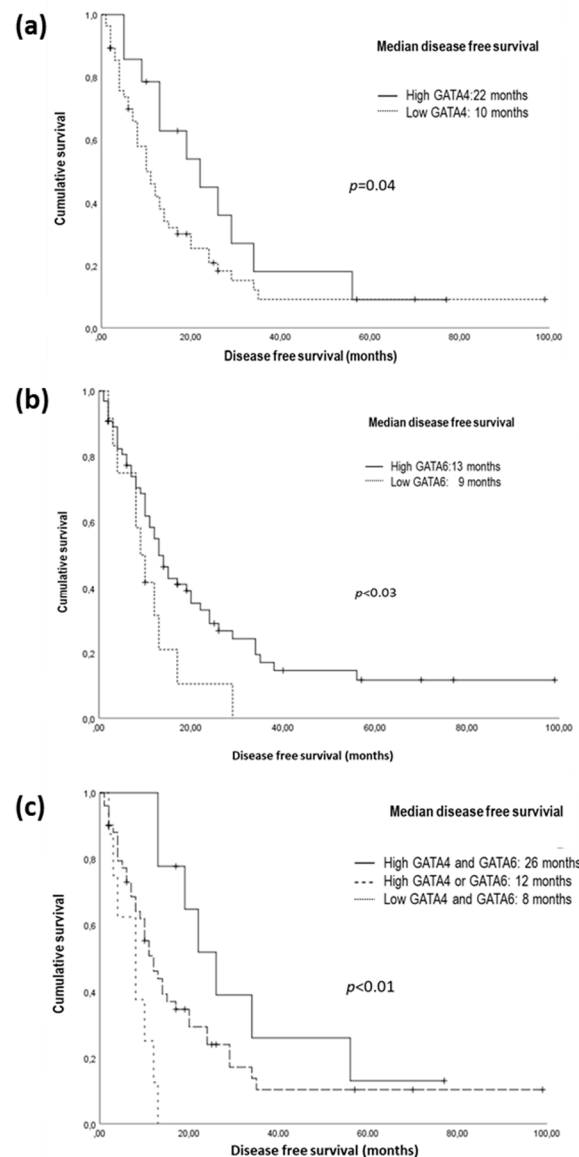 (a)
Median disease free survival
High GATA4:22 months
Low GATA4: 10 months
p=0.04
Cumulative survival
1,0
0,8
0,6
0,4
0,2
0,0
,00
20,00
40,00
60,00
80,00
100,00
Disease free survival (months)
(b)
Median disease free survival
High GATA6:13 months
Low GATA6: 9 months
p<0.03
Cumulative survival
1,0
0,8
0,6
0,4
0,2
0,0
,00
20,00
40,00
60,00
80,00
100,00
Disease free survival (months)
(c)
Median disease free survivial
High GATA4 and GATA6: 26 months
High GATA4 or GATA6: 12 months
Low GATA4 and GATA6: 8 months
p<0.01
Cumulative survival
1,0
0,8
0,6
0,4
0,2
0,0
,00
20,00
40,00
60,00
80,00
100,00
Disease free survival (months)